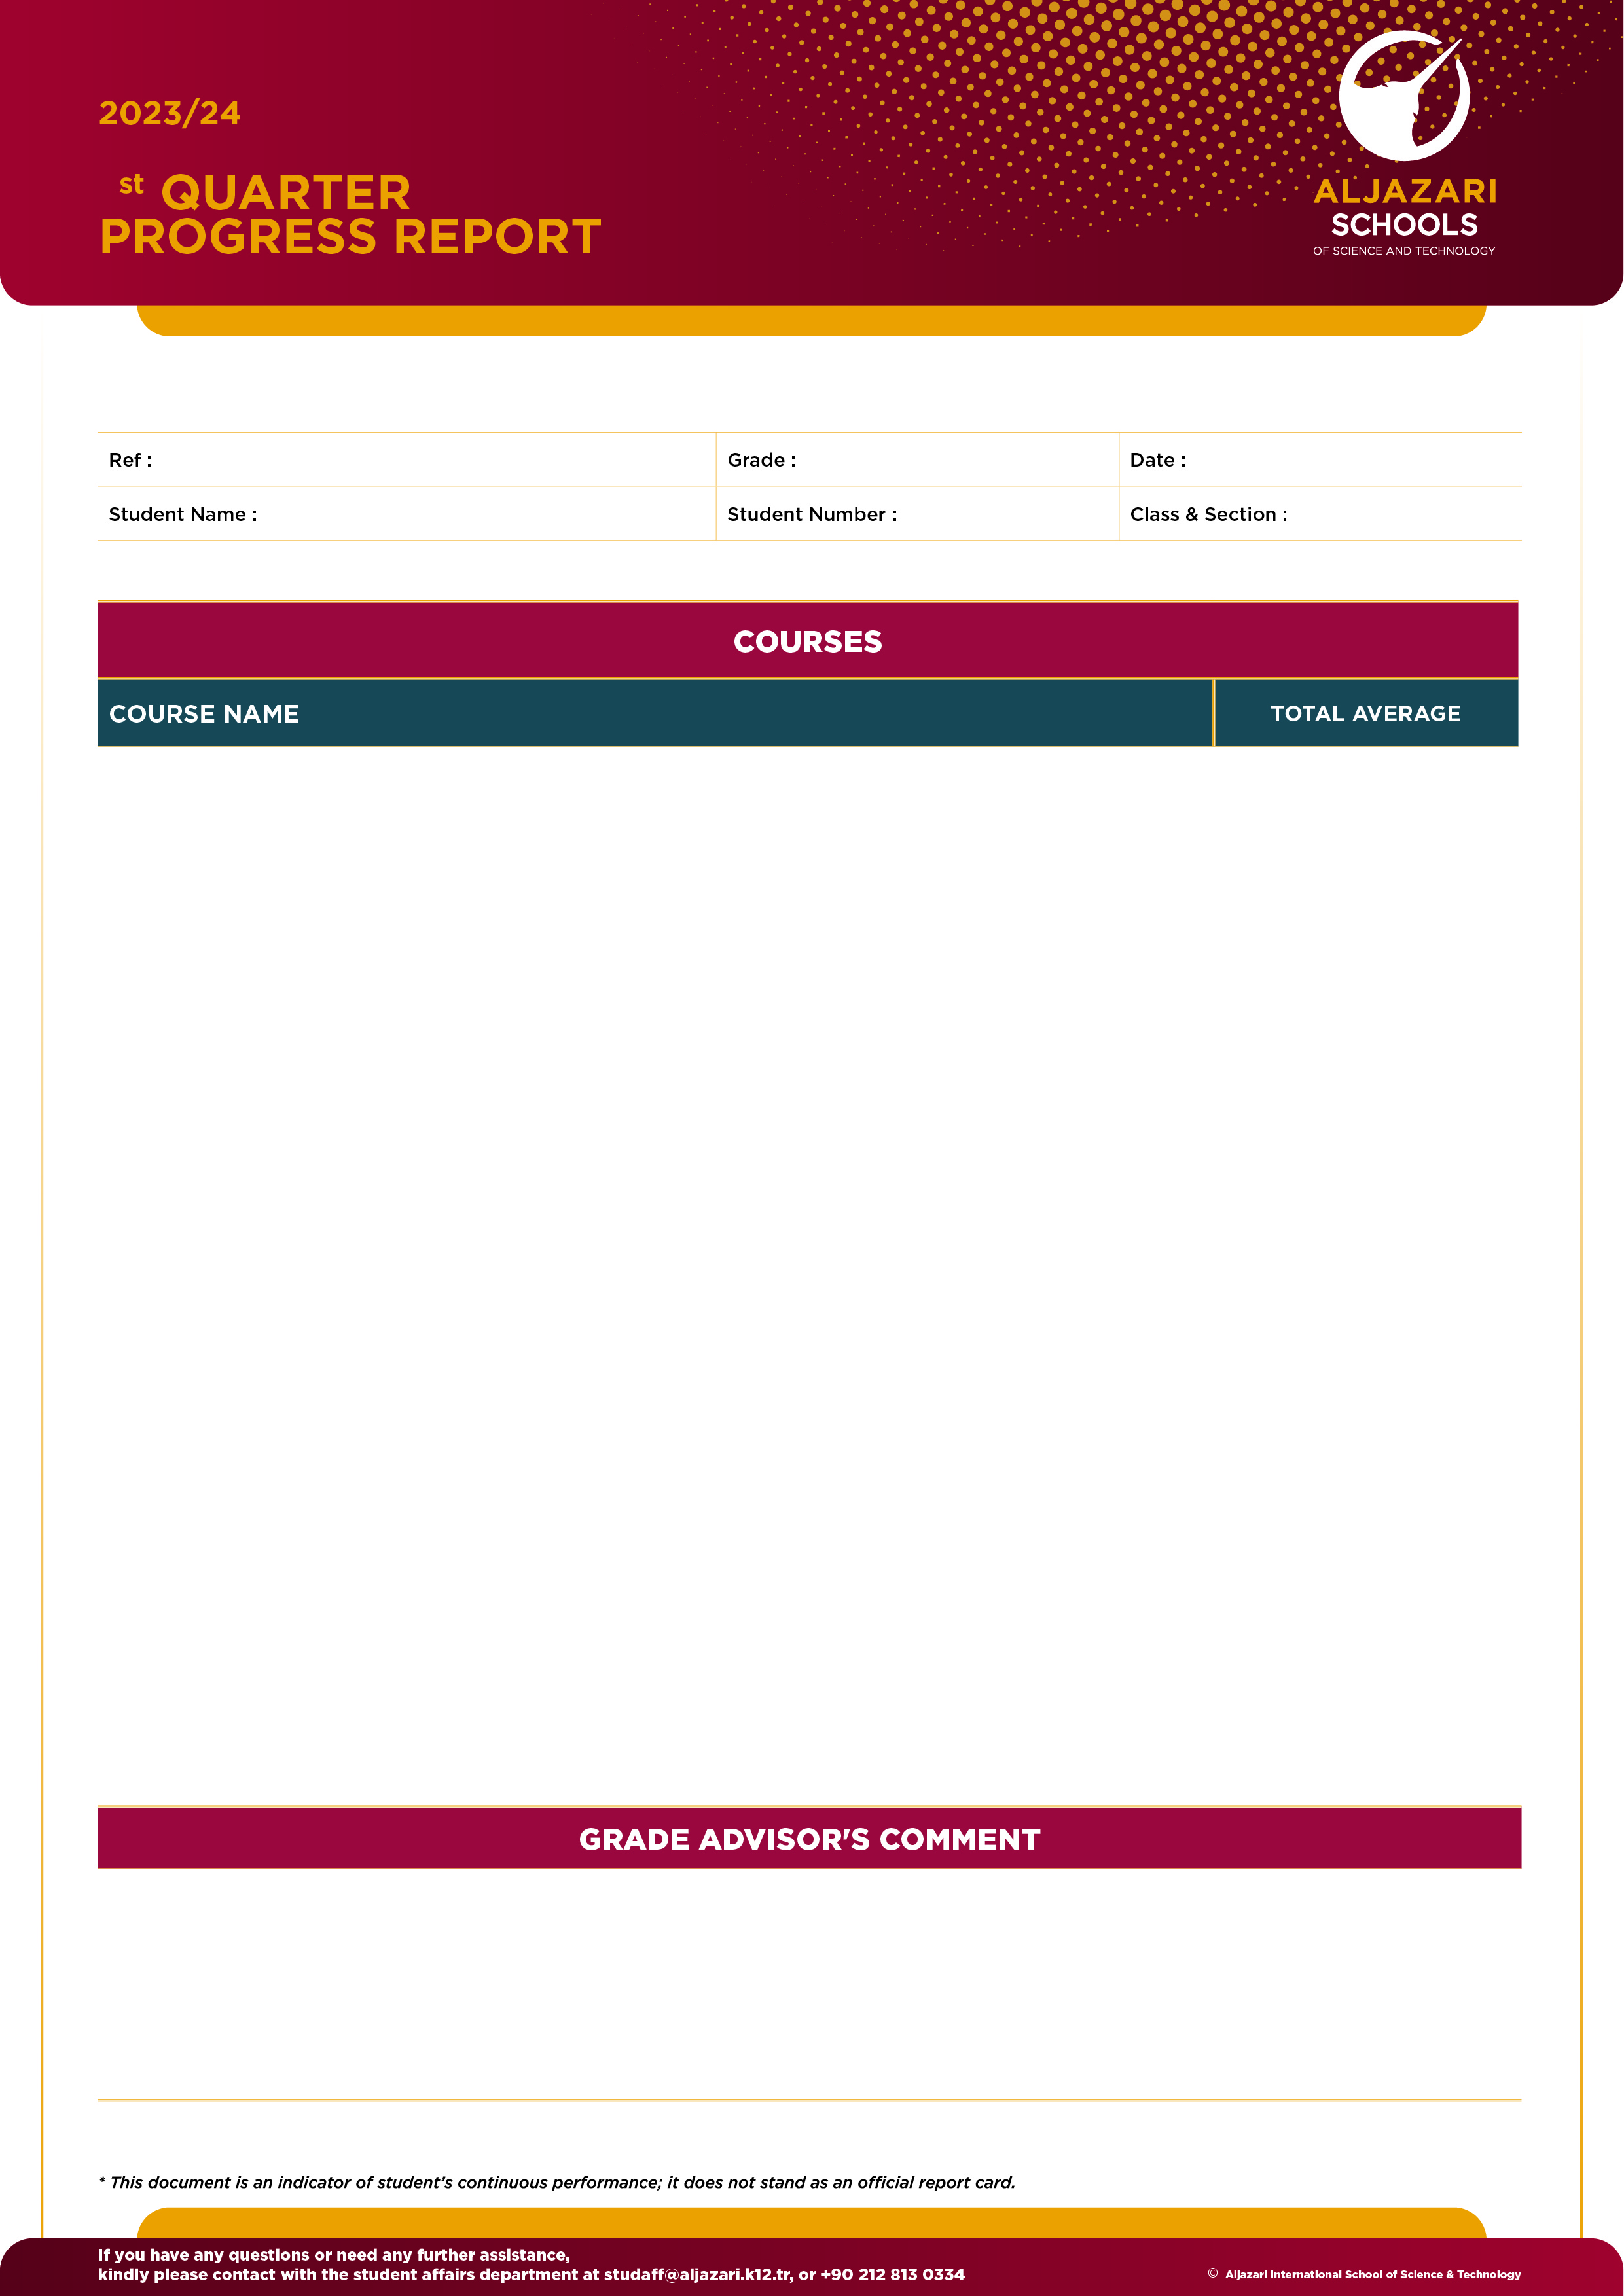 2023/24
st QUARTER
PROGRESS REPORT
ALJAZARI
SCHOOLS
OF SCIENCE AND TECHNOLOGY
Ref :
Grade :
Date :
Student Name :
Student Number :
Class & Section :
COURSES
COURSE NAME
TOTAL AVERAGE
GRADE ADVISOR'S COMMENT
* This document is an indicator of student’s continuous performance; it does not stand as an official report card.
If you have any questions or need any further assistance,
kindly please contact with the student affairs department at studaff@aljazari.k12.tr, or +90 212 813 0334
© Aljazari International School of Science & Technology